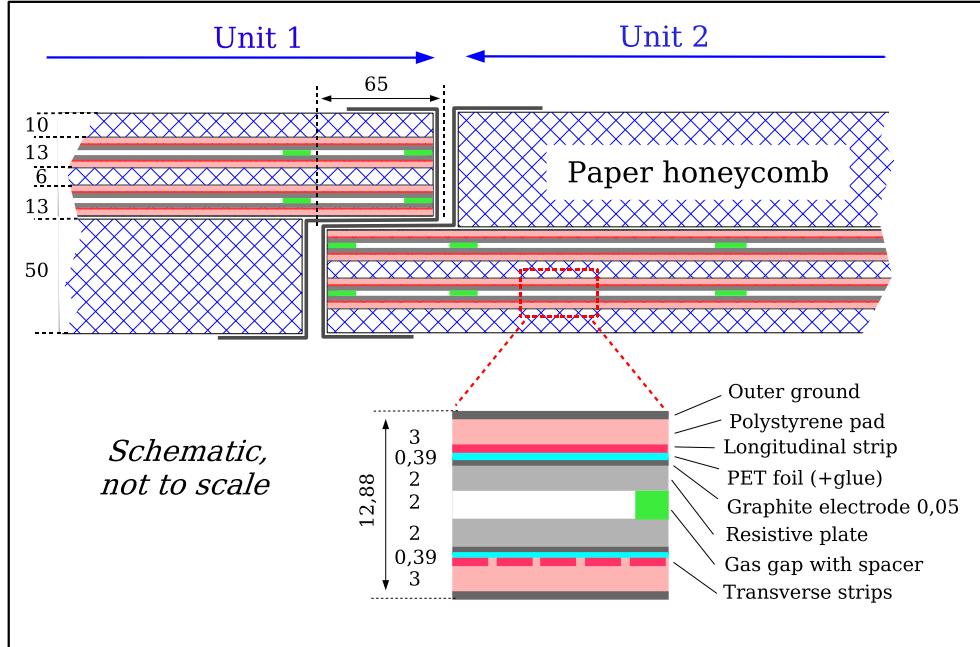 Unit 1
Unit 2
65
10
13
6
13
50
Paper honeycomb
Schematic,
not to scale
12,88
3
0,39
2
2
2
0,39
3
Outer ground
Polystyrene pad
Longitudinal strip
PET foil (+glue)
Graphite electrode 0,05
Resistive plate
Gas gap with spacer
Transverse strips